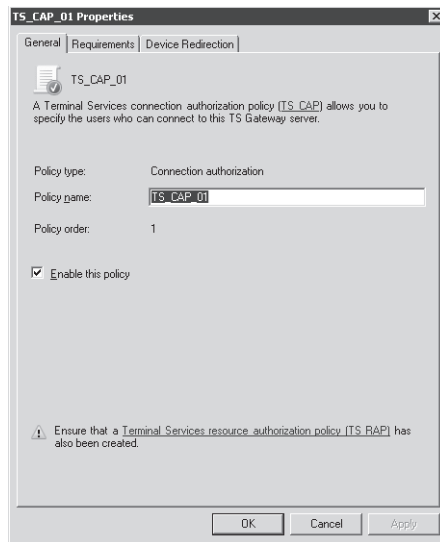 TS_CAP_01 Properties
General
Requirements
Device Redirection
TS_CAP_01
A Terminal Services connection authorization policy (TS CAP) allows you to
specify the users who can connect to this TS Gateway server.
Policy type: Connection authorization
Policy name: TS_CAP_01
Policy order: 1
Enable this policy
Ensure that a Terminal Services resource authorization policy (TS RAP) has
also been created.
OK
Cancel
Apply